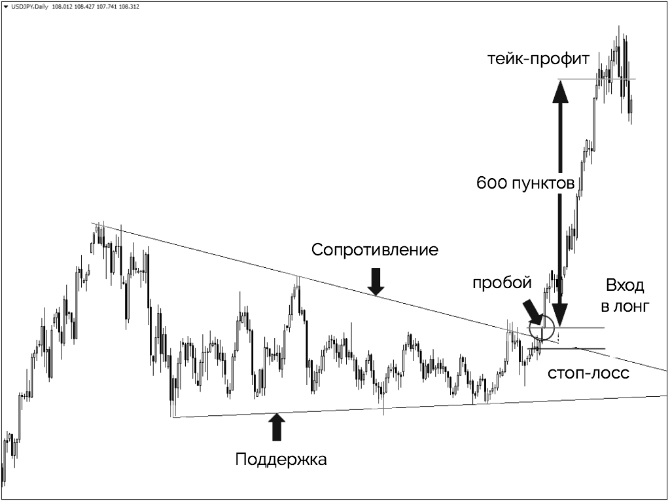 USDJPY-Daily 108.012 108.427 107.741 108.312
тейк-профит
600 пунктов
Сопротивление
пробой
Вход
в лонг
стоп-лосс
Поддержка